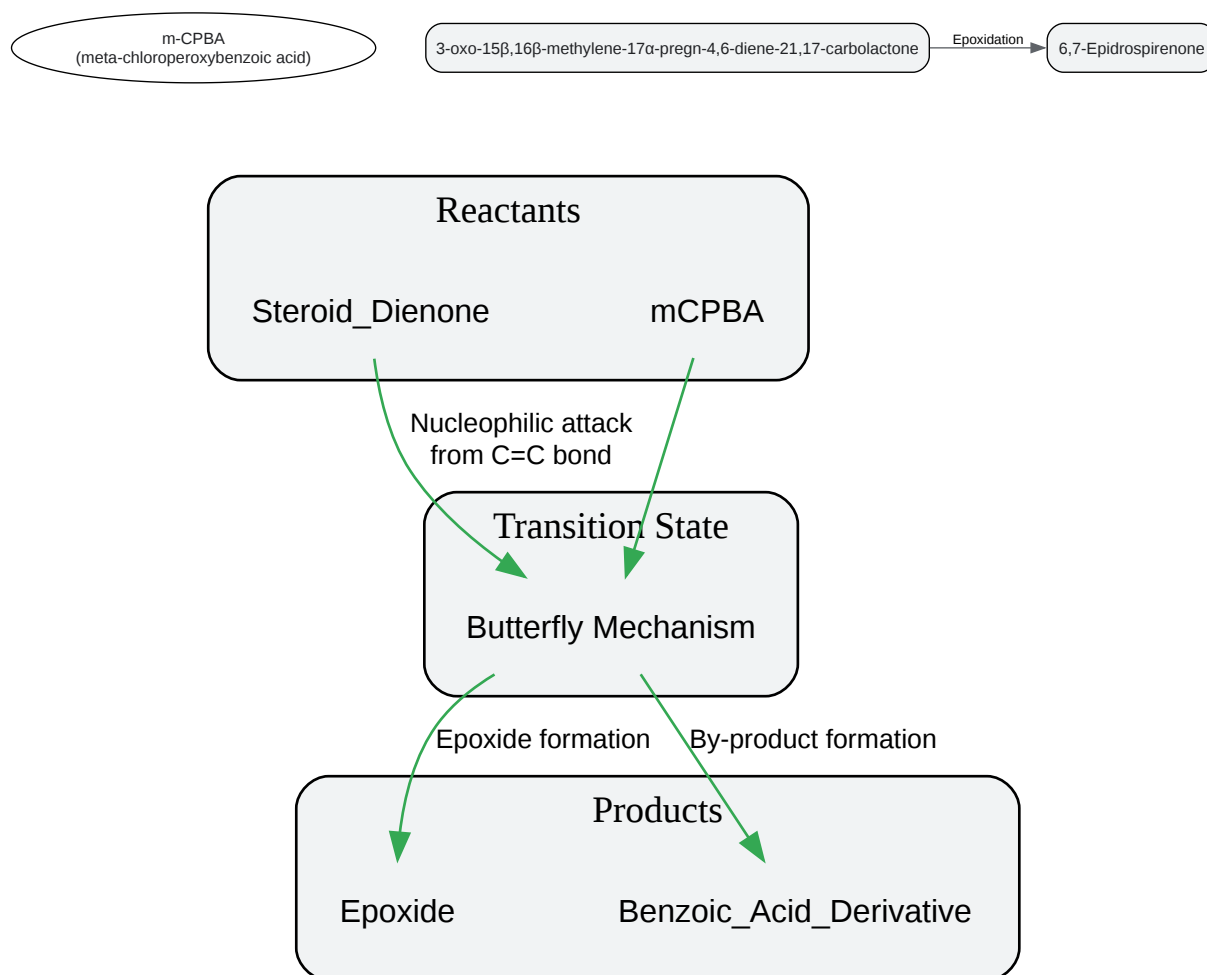 m-CPBA
(meta-chloroperoxybenzoic acid)
3-oxo-15β,16β-methylene-17α-pregn-4,6-diene-21,17-carbolactone
Epoxidation
6,7-Epidrospirenone
Reactants
Steroid_Dienone
mCPBA
Nucleophilic attack
from C=C bond
Transition State
Butterfly Mechanism
Epoxide formation
By-product formation
Products
Epoxide
Benzoic_Acid_Derivative